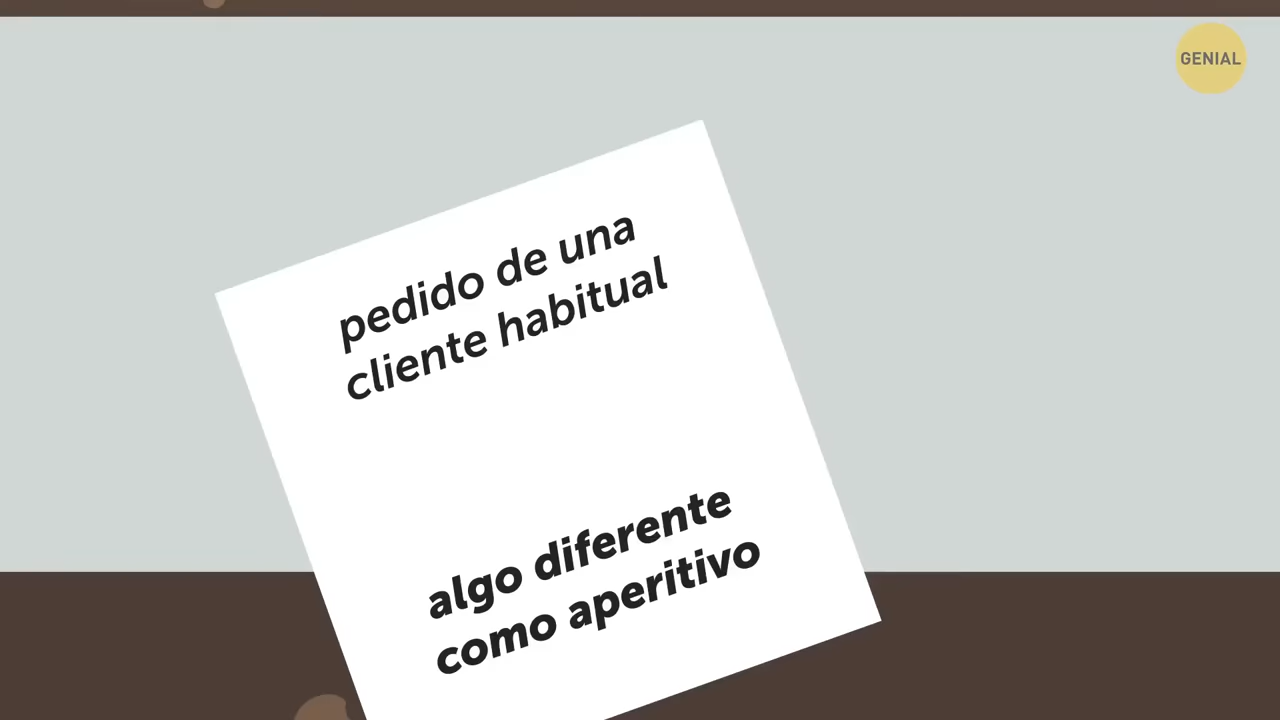 GENIAL
pedido de una
cliente habitual
algo diferente
como aperitivo